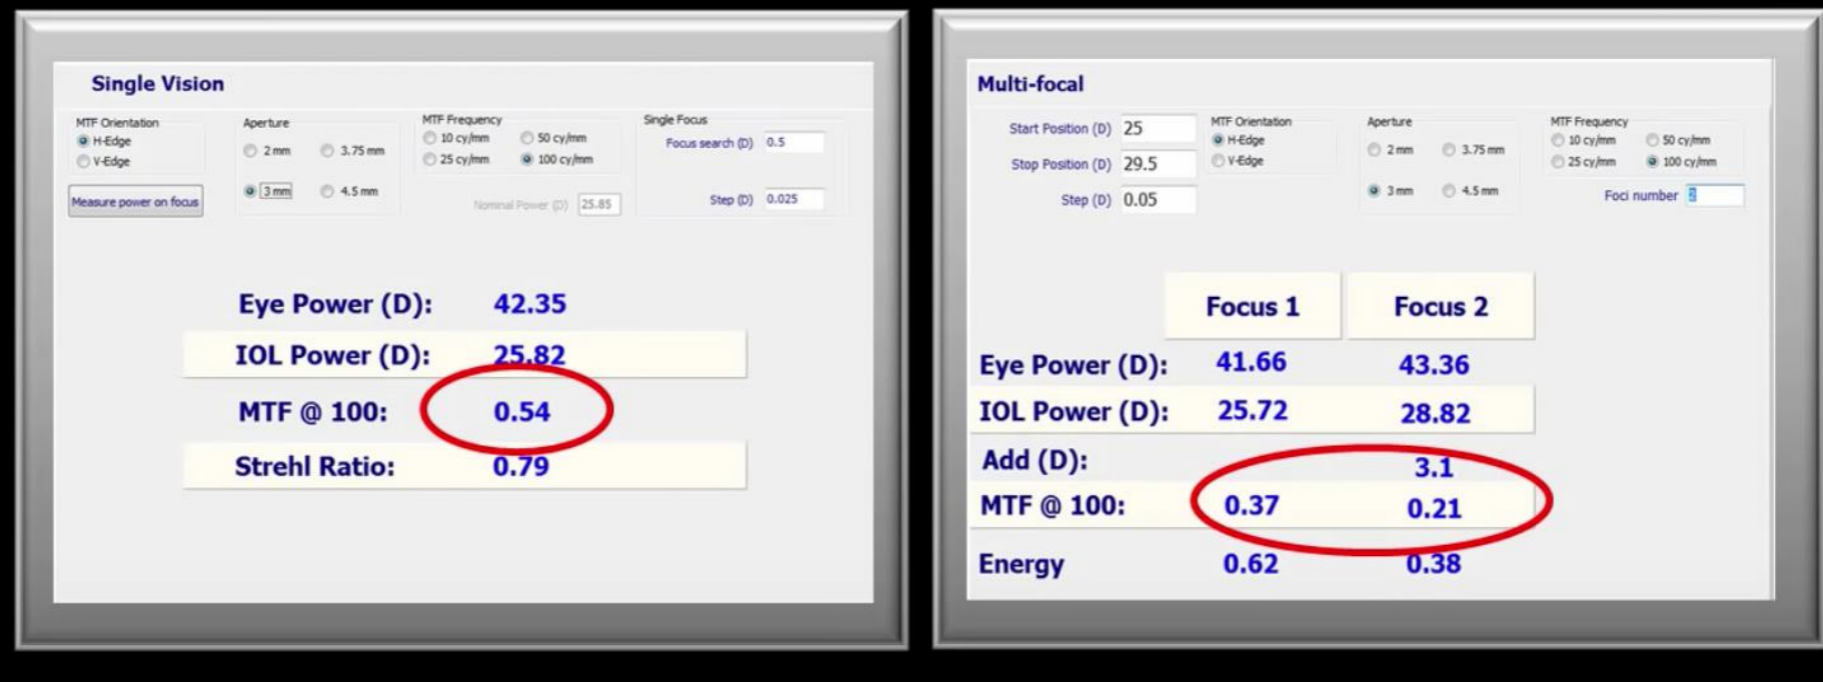 Single Vision
MTF Orientation
H-Edge
V-Edge
Measure power on focus
Aperture
2 mm 3.75 mm
3 mm 4.5 mm
MTF Frequency
10 cy/mm 50 cy/mm
25 cy/mm 100 cy/mm
Nominal Power (D) 25.85
Single Focus
Focus search (D) 0.5
Step (D) 0.025
Eye Power (D): 42.35
IOL Power (D): 25.82
MTF @ 100: 0.54
Strehl Ratio: 0.79
Multi-focal
Start Position (D) 25
Stop Position (D) 29.5
Step (D) 0.05
MTF Orientation
H-Edge
V-Edge
Aperture
2 mm 3.75 mm
3 mm 4.5 mm
MTF Frequency
10 cy/mm 50 cy/mm
25 cy/mm 100 cy/mm
Foci number 2
Focus 1 Focus 2
Eye Power (D): 41.66 43.36
IOL Power (D): 25.72 28.82
Add (D): 3.1
MTF @ 100: 0.37 0.21
Energy 0.62 0.38